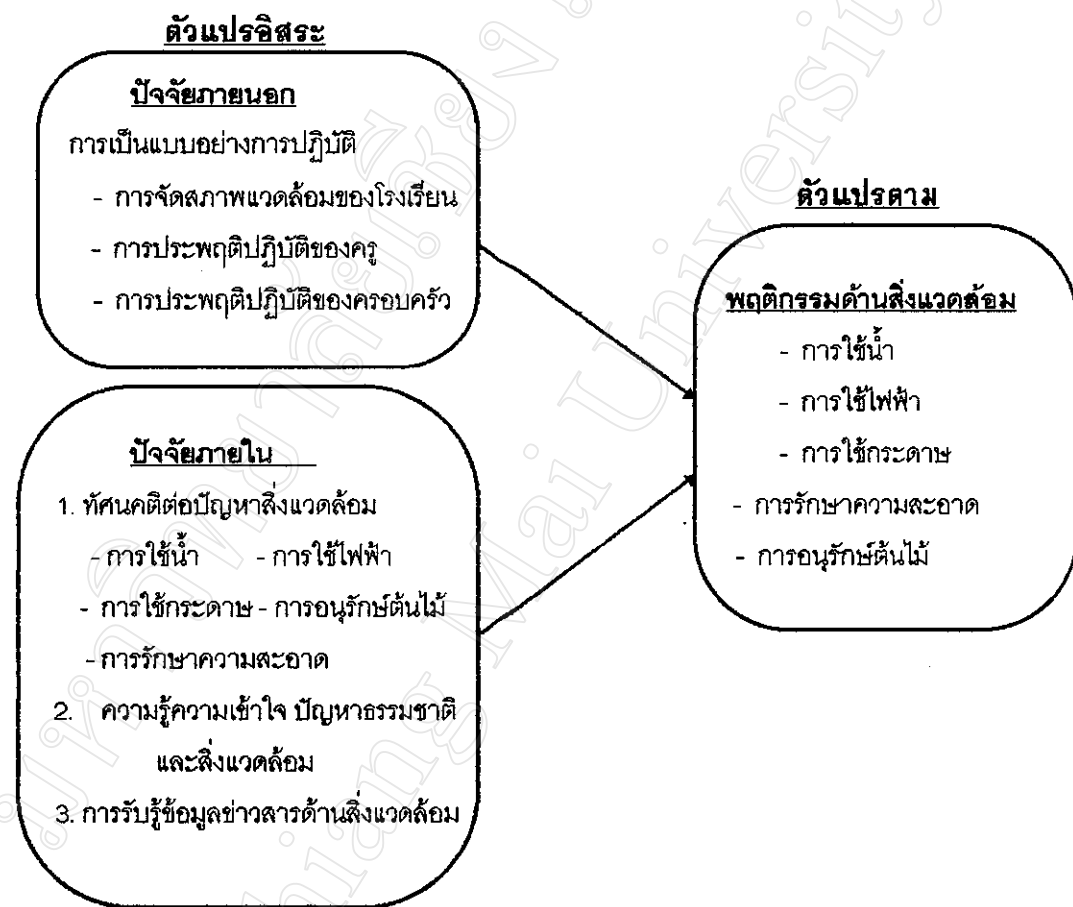 ตัวแปรอิสระ
ปัจจัยภายนอก
การเป็นแบบอย่างการปฏิบัติ
- การจัดสภาพแวดล้อมของโรงเรียน
- การประพฤติปฏิบัติของครู
- การประพฤติปฏิบัติของครอบครัว
ปัจจัยภายใน
1. ทัศนคติต่อปัญหาสิ่งแวดล้อม
- การใช้น้ำ - การใช้ไฟฟ้า
- การใช้กระดาษ - การอนุรักษ์ต้นไม้
- การรักษาความสะอาด
2. ความรู้ความเข้าใจ ปัญหาธรรมชาติ
และสิ่งแวดล้อม
3. การรับรู้ข้อมูลข่าวสารด้านสิ่งแวดล้อม
ตัวแปรตาม
พฤติกรรมด้านสิ่งแวดล้อม
- การใช้น้ำ
- การใช้ไฟฟ้า
- การใช้กระดาษ
- การรักษาความสะอาด
- การอนุรักษ์ต้นไม้
Chiang Mai University